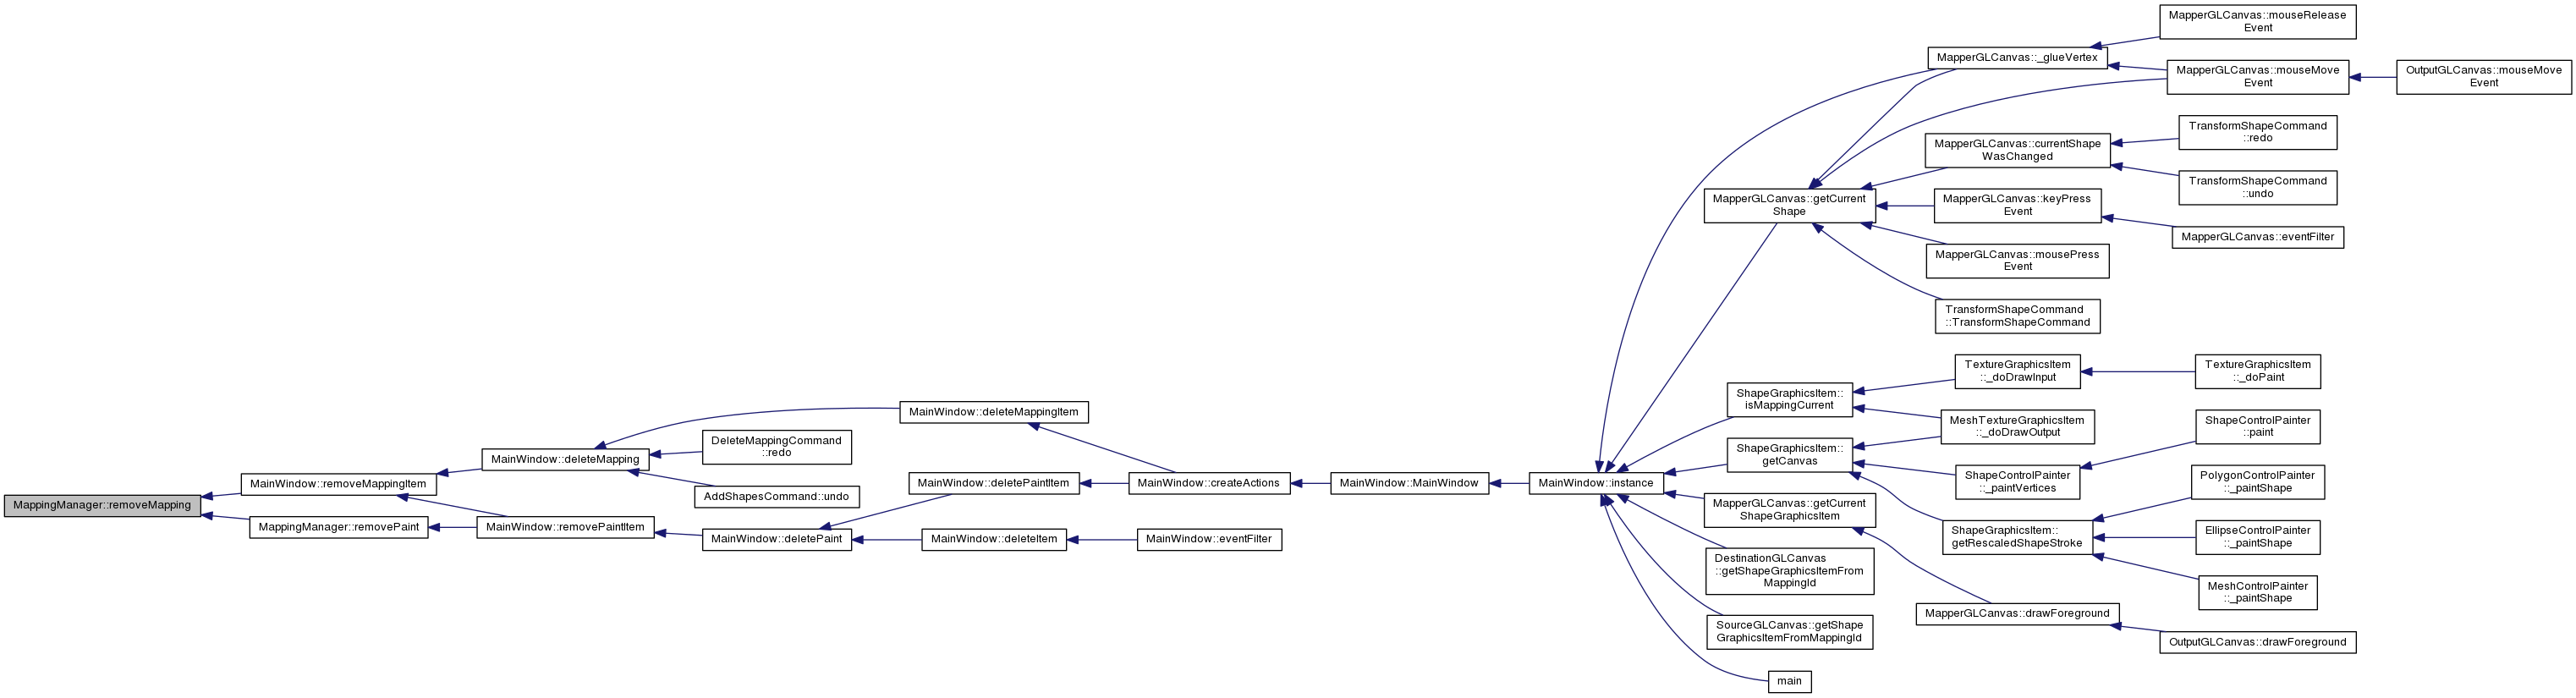 MappingManager::removeMapping
MainWindow::removeMappingItem
MappingManager::removePaint
MainWindow::deleteMapping
MainWindow::removePaintItem
MainWindow::deleteMappingItem
DeleteMappingCommand
::redo
AddShapesCommand::undo
MainWindow::deletePaint
MainWindow::deletePaintItem
MainWindow::deleteItem
MainWindow::createActions
MainWindow::eventFilter
MainWindow::MainWindow
MainWindow::instance
MapperGLCanvas::_glueVertex
MapperGLCanvas::getCurrent
Shape
ShapeGraphicsItem::
isMappingCurrent
ShapeGraphicsItem::
getCanvas
MapperGLCanvas::getCurrent
ShapeGraphicsItem
DestinationGLCanvas
::getShapeGraphicsItemFrom
MappingId
SourceGLCanvas::getShape
GraphicsItemFromMappingId
main
MapperGLCanvas::mouseRelease
Event
MapperGLCanvas::mouseMove
Event
OutputGLCanvas::mouseMove
Event
MapperGLCanvas::currentShape
WasChanged
TransformShapeCommand
::redo
TransformShapeCommand
::undo
MapperGLCanvas::keyPress
Event
MapperGLCanvas::eventFilter
MapperGLCanvas::mousePress
Event
TransformShapeCommand
::TransformShapeCommand
TextureGraphicsItem
::_doDrawInput
TextureGraphicsItem
::_doPaint
MeshTextureGraphicsItem
::_doDrawOutput
ShapeControlPainter
::_paintVertices
ShapeControlPainter
::paint
ShapeGraphicsItem::
getRescaledShapeStroke
PolygonControlPainter
::_paintShape
EllipseControlPainter
::_paintShape
MeshControlPainter
::_paintShape
MapperGLCanvas::drawForeground
OutputGLCanvas::drawForeground